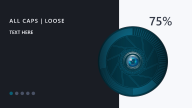 ALL CAPS | LOOSE
TEXT HERE
75%